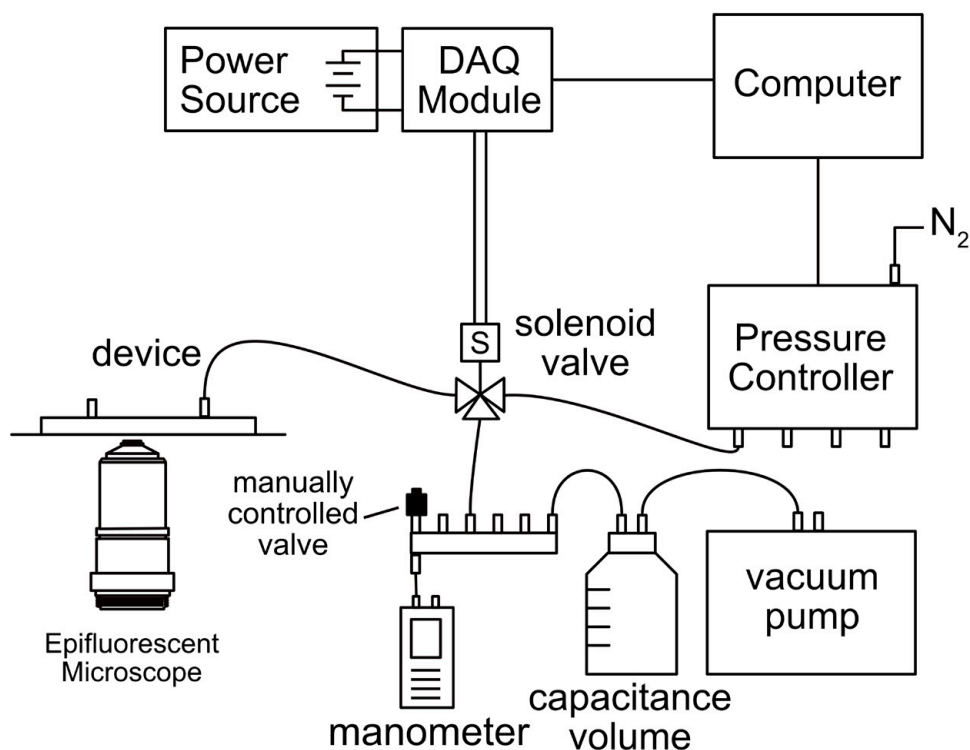 Power
Source
DAQ
Module
Computer
N₂
solenoid
valve
S
device
Pressure
Controller
manually
controlled
valve
vacuum
pump
Epifluorescent
Microscope
manometer
capacitance
volume